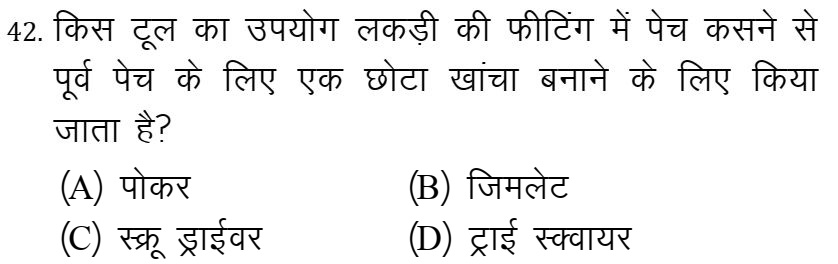 42. किस टूल का उपयोग लकड़ी की फीटिंग में पेच कसने से
पूर्व पेच के लिए एक छोटा खांचा बनाने के लिए किया
जाता है?
(A) पोकर (B) जिमलेट
(C) स्क्रू ड्राईवर (D) ट्राई स्क्वायर